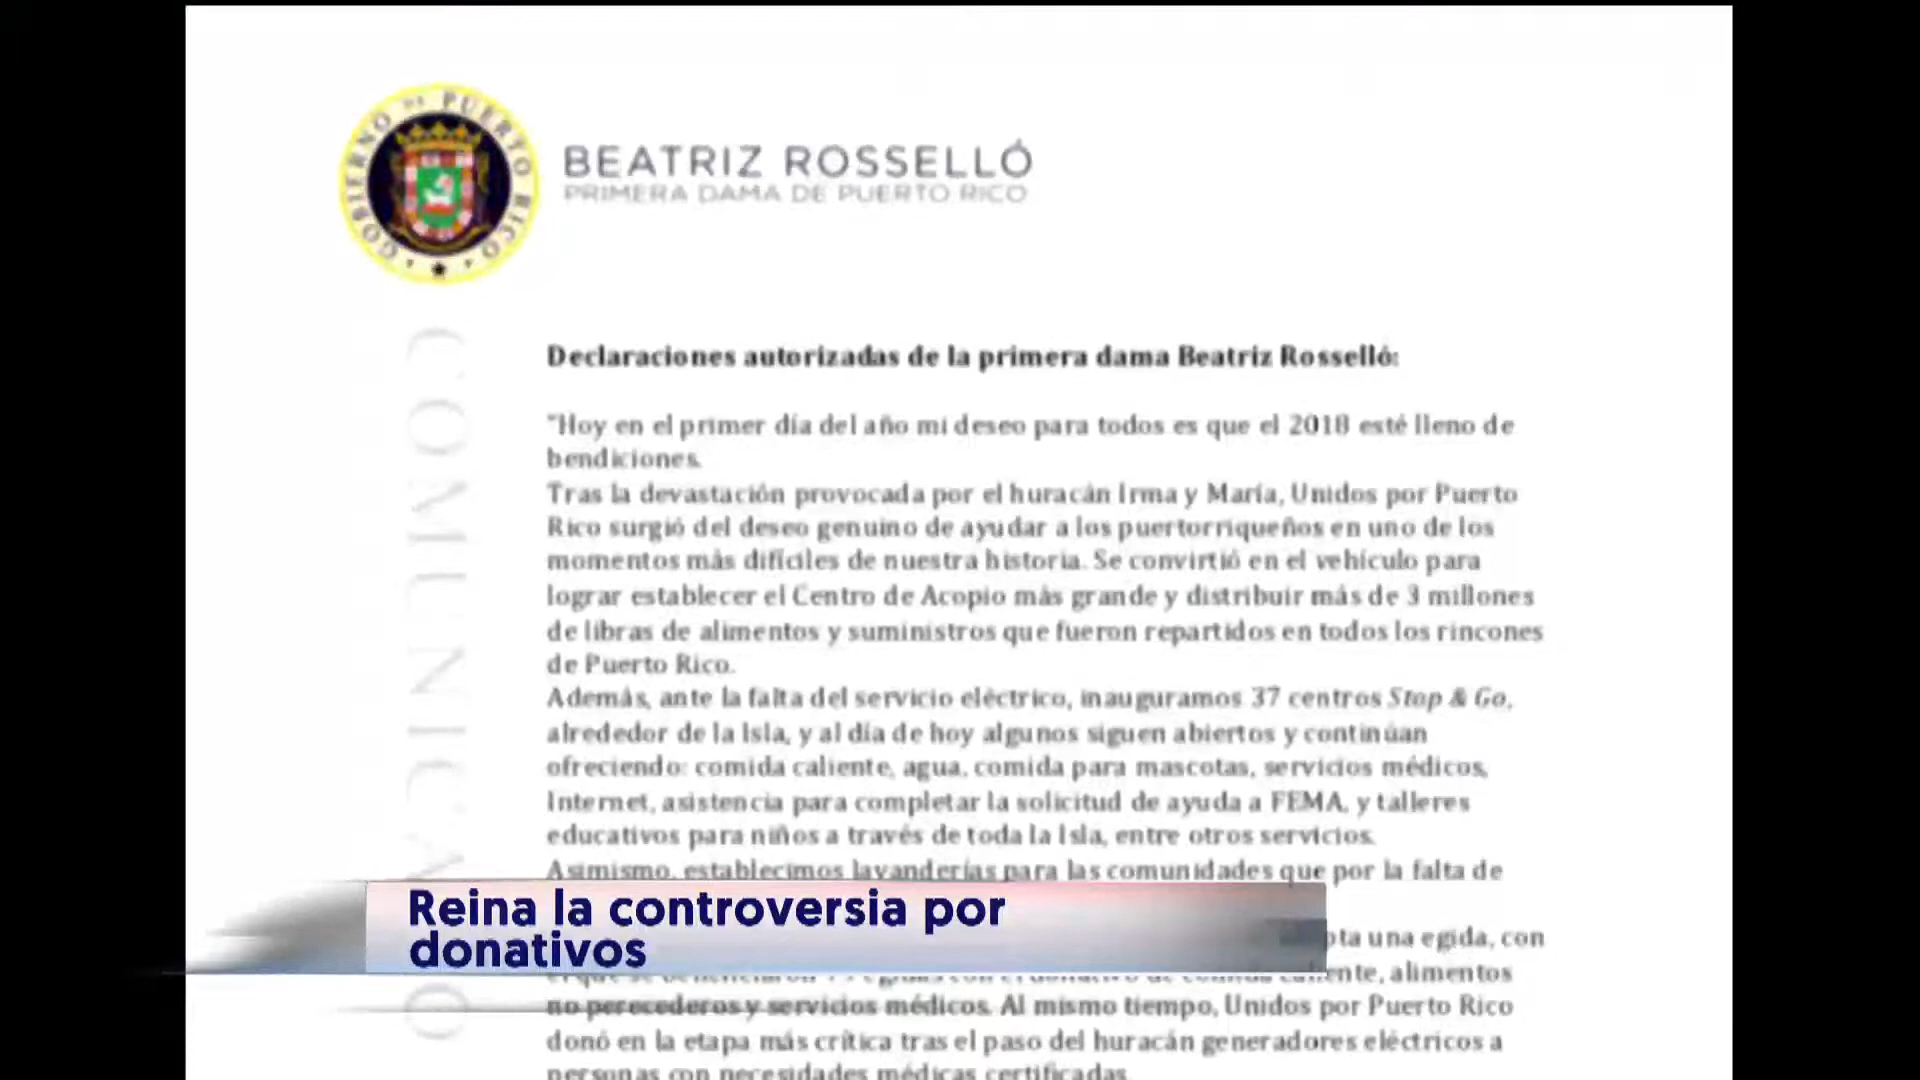 GOBIERNO DE PUERTO RICO
BEATRIZ ROSSELLÓ
PRIMERA DAMA DE PUERTO RICO
COMUNICADO
Declaraciones autorizadas de la primera dama Beatriz Rosselló:
"Hoy en el primer día del año mi deseo para todos es que el 2018 esté lleno de
bendiciones.
Tras la devastación provocada por el huracán Irma y María, Unidos por Puerto
Rico surgió del deseo genuino de ayudar a los puertorriqueños en uno de los
momentos más difíciles de nuestra historia. Se convirtió en el vehículo para
lograr establecer el Centro de Acopio más grande y distribuir más de 3 millones
de libras de alimentos y suministros que fueron repartidos en todos los rincones
de Puerto Rico.
Además, ante la falta del servicio eléctrico, inauguramos 37 centros Stop & Go,
alrededor de la Isla, y al día de hoy algunos siguen abiertos y continúan
ofreciendo: comida caliente, agua, comida para mascotas, servicios médicos,
Internet, asistencia para completar la solicitud de ayuda a FEMA, y talleres
educativos para niños a través de toda la Isla, entre otros servicios.
Asimismo, establecimos lavanderías para las comunidades que por la falta de
Reina la controversia por
donativos
una egida, con
alimentos
no perecederos y servicios médicos. Al mismo tiempo, Unidos por Puerto Rico
donó en la etapa más crítica tras el paso del huracán generadores eléctricos a
personas con necesidades médicas certificadas.